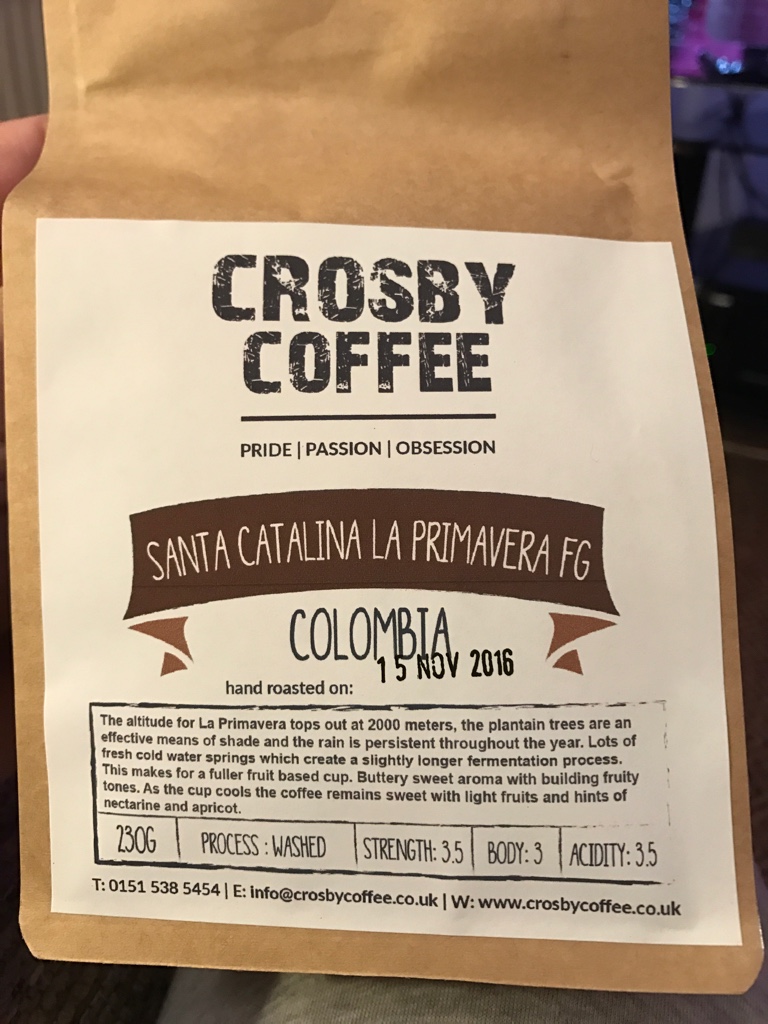 CROSBY
COFFEE
PRIDE | PASSION | OBSESSION
SANTA CATALINA LA PRIMAVERA FG
COLOMBIA
15 NOV 2016
hand roasted on:
The altitude for La Primavera tops out at 2000 meters, the plantain trees are an
effective means of shade and the rain is persistent throughout the year. Lots of
fresh cold water springs which create a slightly longer fermentation process.
This makes for a fuller fruit based cup. Buttery sweet aroma with building fruity
tones. As the cup cools the coffee remains sweet with light fruits and hints of
nectarine and apricot.
230G | PROCESS : WASHED | STRENGTH: 3.5 | BODY: 3 | ACIDITY: 3.5
T: 0151 538 5454 | E: info@crosbycoffee.co.uk | W: www.crosbycoffee.co.uk